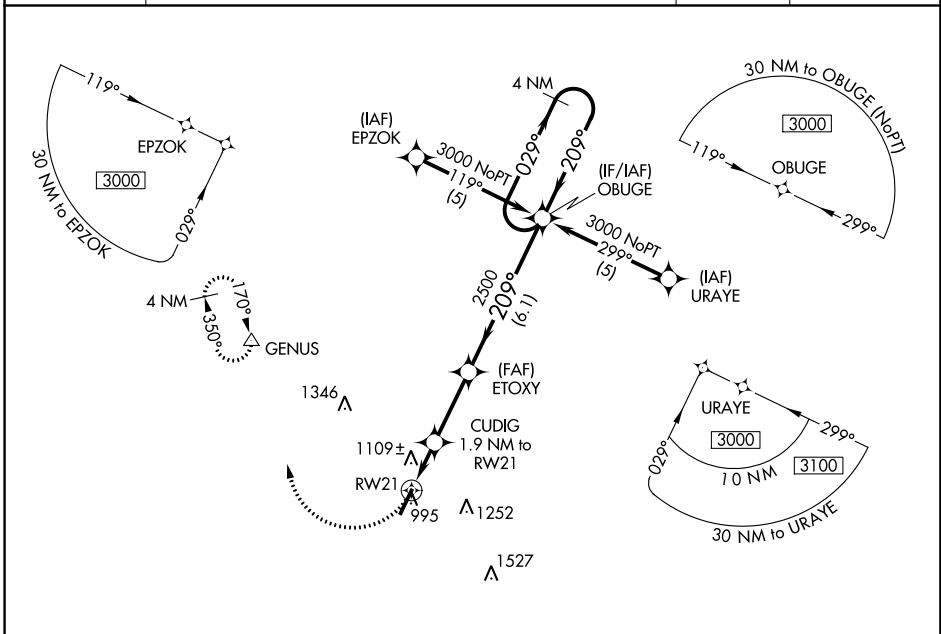 119°
EPZOK
30 NM to EPZOK
3000
029°
4 NM
(IAF)
EPZOK
3000 NoPT
119°
(5)
029°
209°
(IF/IAF)
OBUGE
3000 NoPT
299°
(5)
(IAF)
URAYE
30 NM to OBUGE (NoPT)
3000
119°
OBUGE
299°
4 NM
170°
350°
GENUS
2500
209°
(6.1)
(FAF)
ETOXY
1346
CUDIG
1.9 NM to
RW21
1109±
RW21
995
1252
1527
URAYE
3000
299°
029°
10 NM
3100
30 NM to URAYE